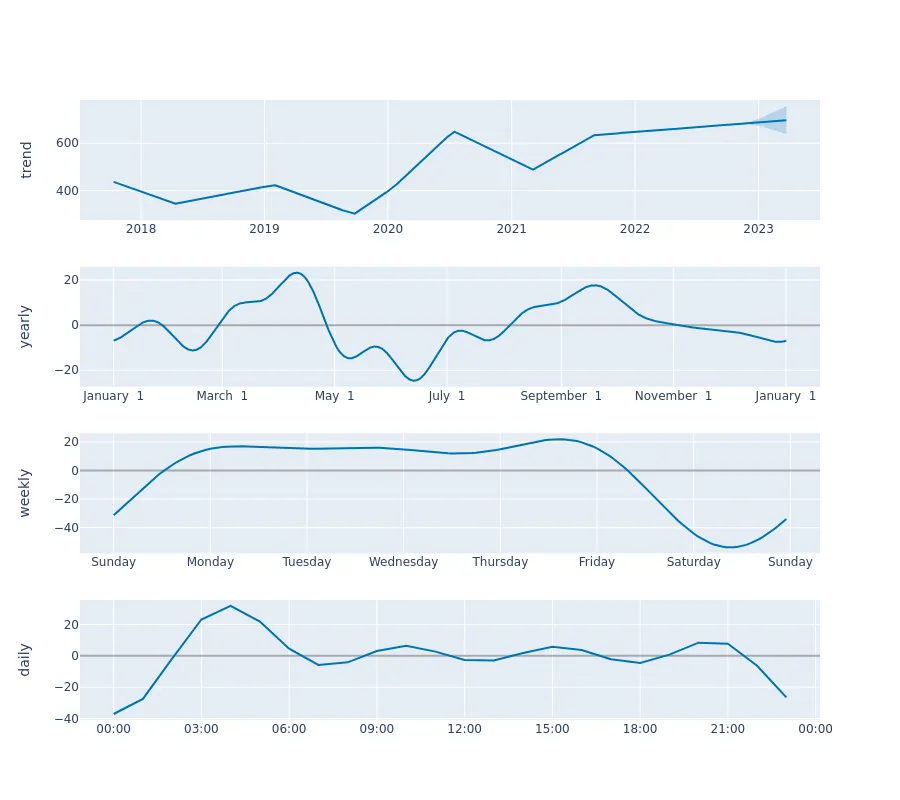 trend
600
400
2018 2019 2020 2021 2022 2023
yearly
20
0
−20
January 1 March 1 May 1 July 1 September 1 November 1 January 1
weekly
20
0
−20
−40
Sunday Monday Tuesday Wednesday Thursday Friday Saturday Sunday
daily
20
0
−20
−40
00:00 03:00 06:00 09:00 12:00 15:00 18:00 21:00 00:00